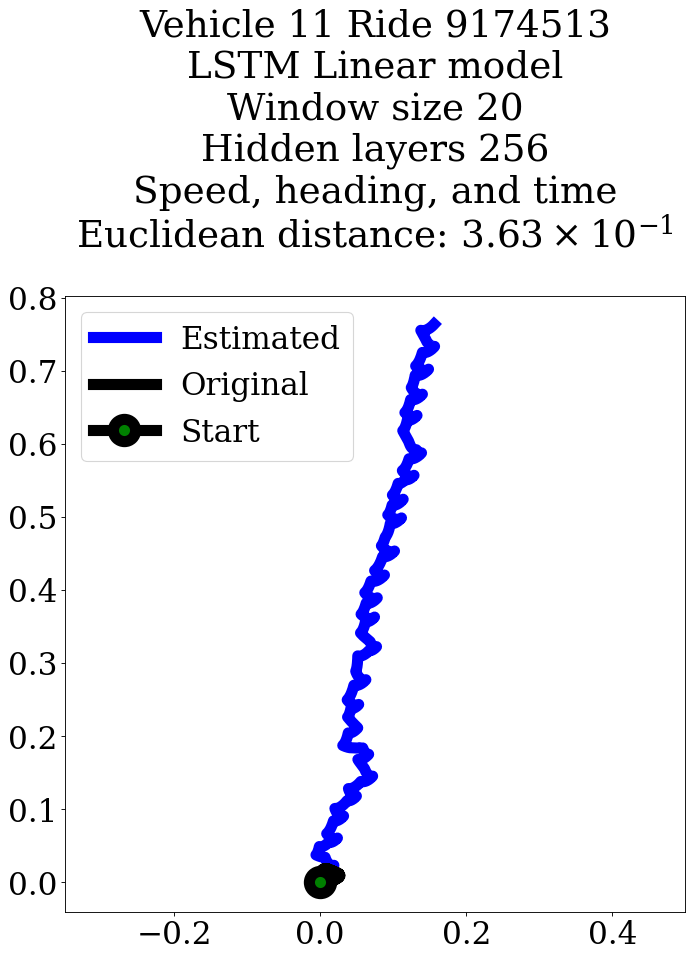 Vehicle 11 Ride 9174513
LSTM Linear model
Window size 20
Hidden layers 256
Speed, heading, and time
Euclidean distance: 3.63 × 10⁻¹
0.8
0.7
0.6
0.5
0.4
0.3
0.2
0.1
0.0
Estimated
Original
Start
−0.2
0.0
0.2
0.4